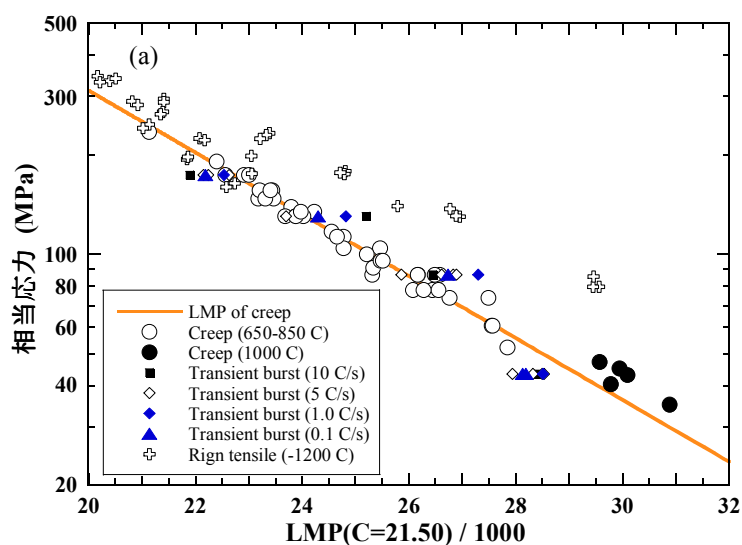 (a)
500
300
100
80
60
40
20
相当応力 (MPa)
LMP of creep
Creep (650-850 C)
Creep (1000 C)
Transient burst (10 C/s)
Transient burst (5 C/s)
Transient burst (1.0 C/s)
Transient burst (0.1 C/s)
Rign tensile (-1200 C)
20 22 24 26 28 30 32
LMP(C=21.50) / 1000